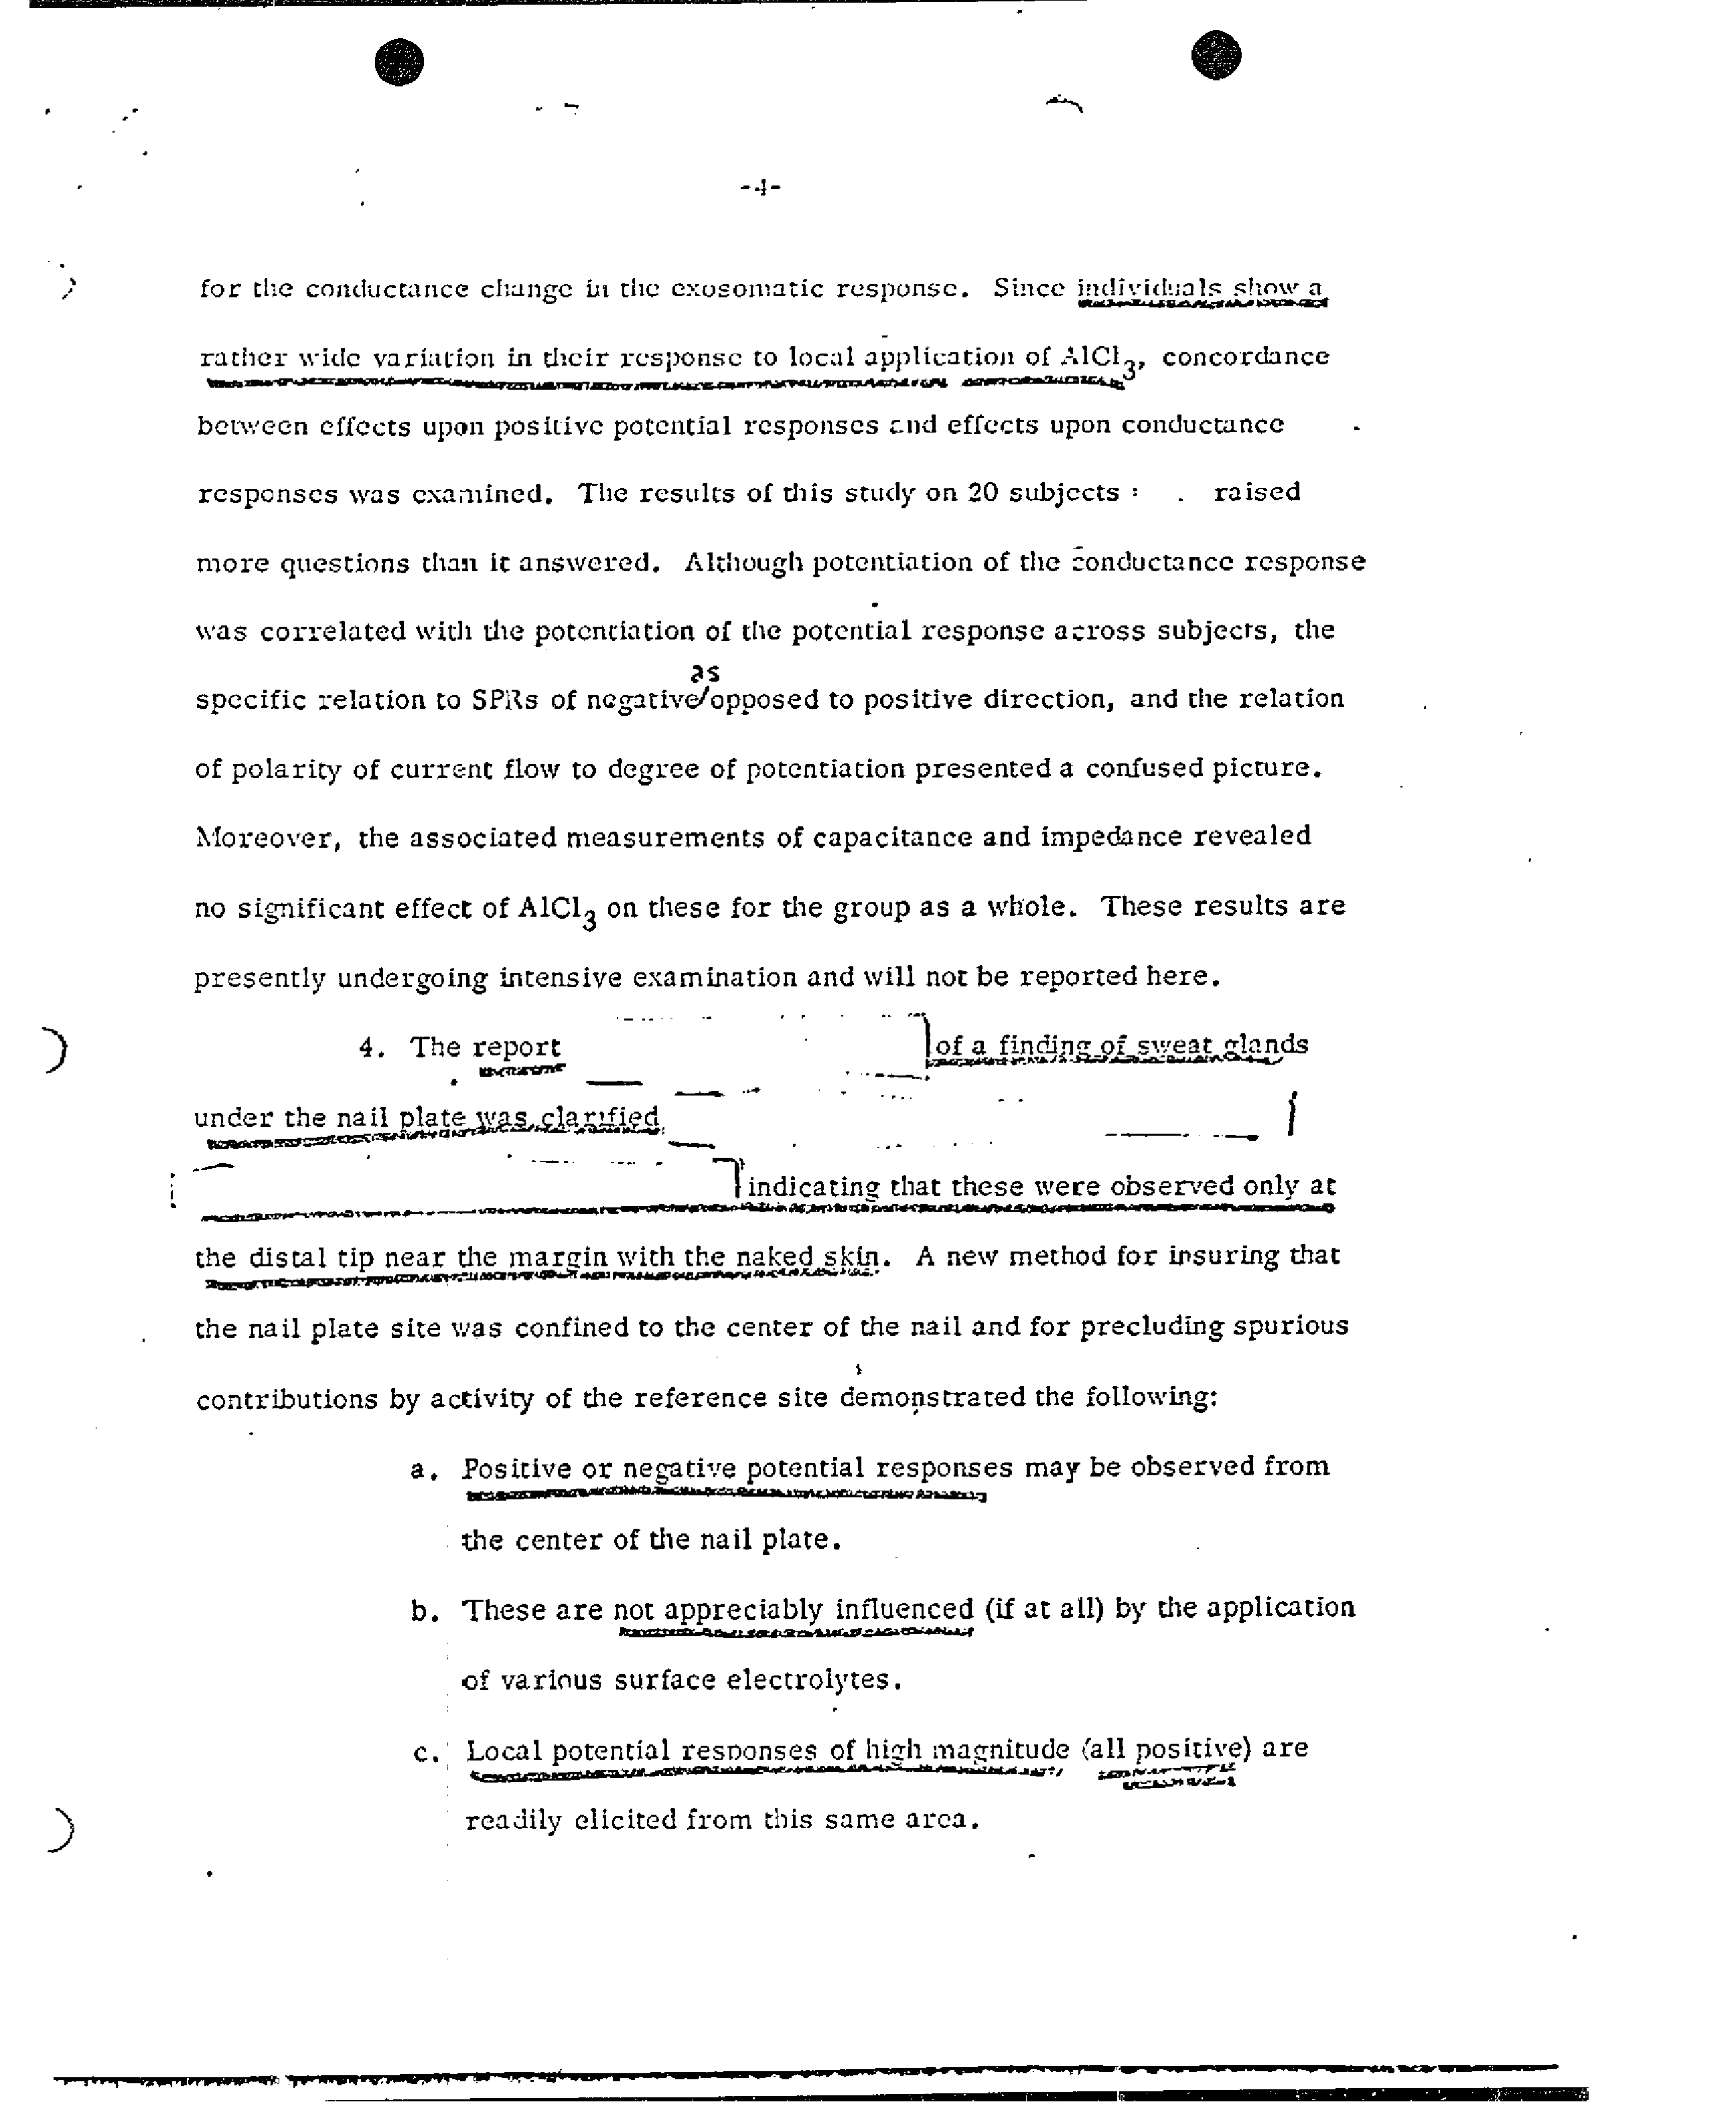 -4-
for the conductance change in the exosomatic response. Since individuals show a
rather wide variation in their response to local application of AlCl3, concordance
between effects upon positive potential responses and effects upon conductance
responses was examined. The results of this study on 20 subjects raised
more questions than it answered. Although potentiation of the conductance response
was correlated with the potentiation of the potential response across subjects, the
as
specific relation to SPRs of negative/opposed to positive direction, and the relation
of polarity of current flow to degree of potentiation presented a confused picture.
Moreover, the associated measurements of capacitance and impedance revealed
no significant effect of AlCl3 on these for the group as a whole. These results are
presently undergoing intensive examination and will not be reported here.
4. The report ] of a finding of sweat glands
under the nail plate was clarified
] indicating that these were observed only at
the distal tip near the margin with the naked skin. A new method for insuring that
the nail plate site was confined to the center of the nail and for precluding spurious
contributions by activity of the reference site demonstrated the following:
a. Positive or negative potential responses may be observed from
the center of the nail plate.
b. These are not appreciably influenced (if at all) by the application
of various surface electrolytes.
c. Local potential responses of high magnitude (all positive) are
readily elicited from this same area.